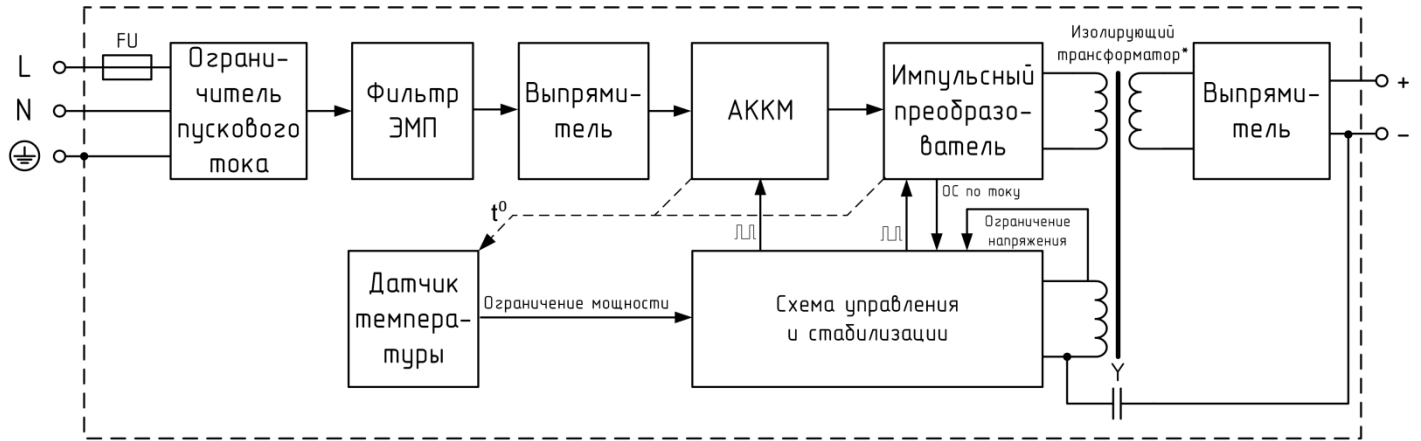 FU
L
N
Ограни-
читель
пускового
тока
Фильтр
ЭМП
Выпрями-
тель
АККМ
Импульсный
преобразо-
ватель
Изолирующий
трансформатор*
Выпрями-
тель
+
-
t⁰
ОС по току
Ограничение
напряжения
Датчик
темпера-
туры
Ограничение мощности
Схема управления
и стабилизации
Y